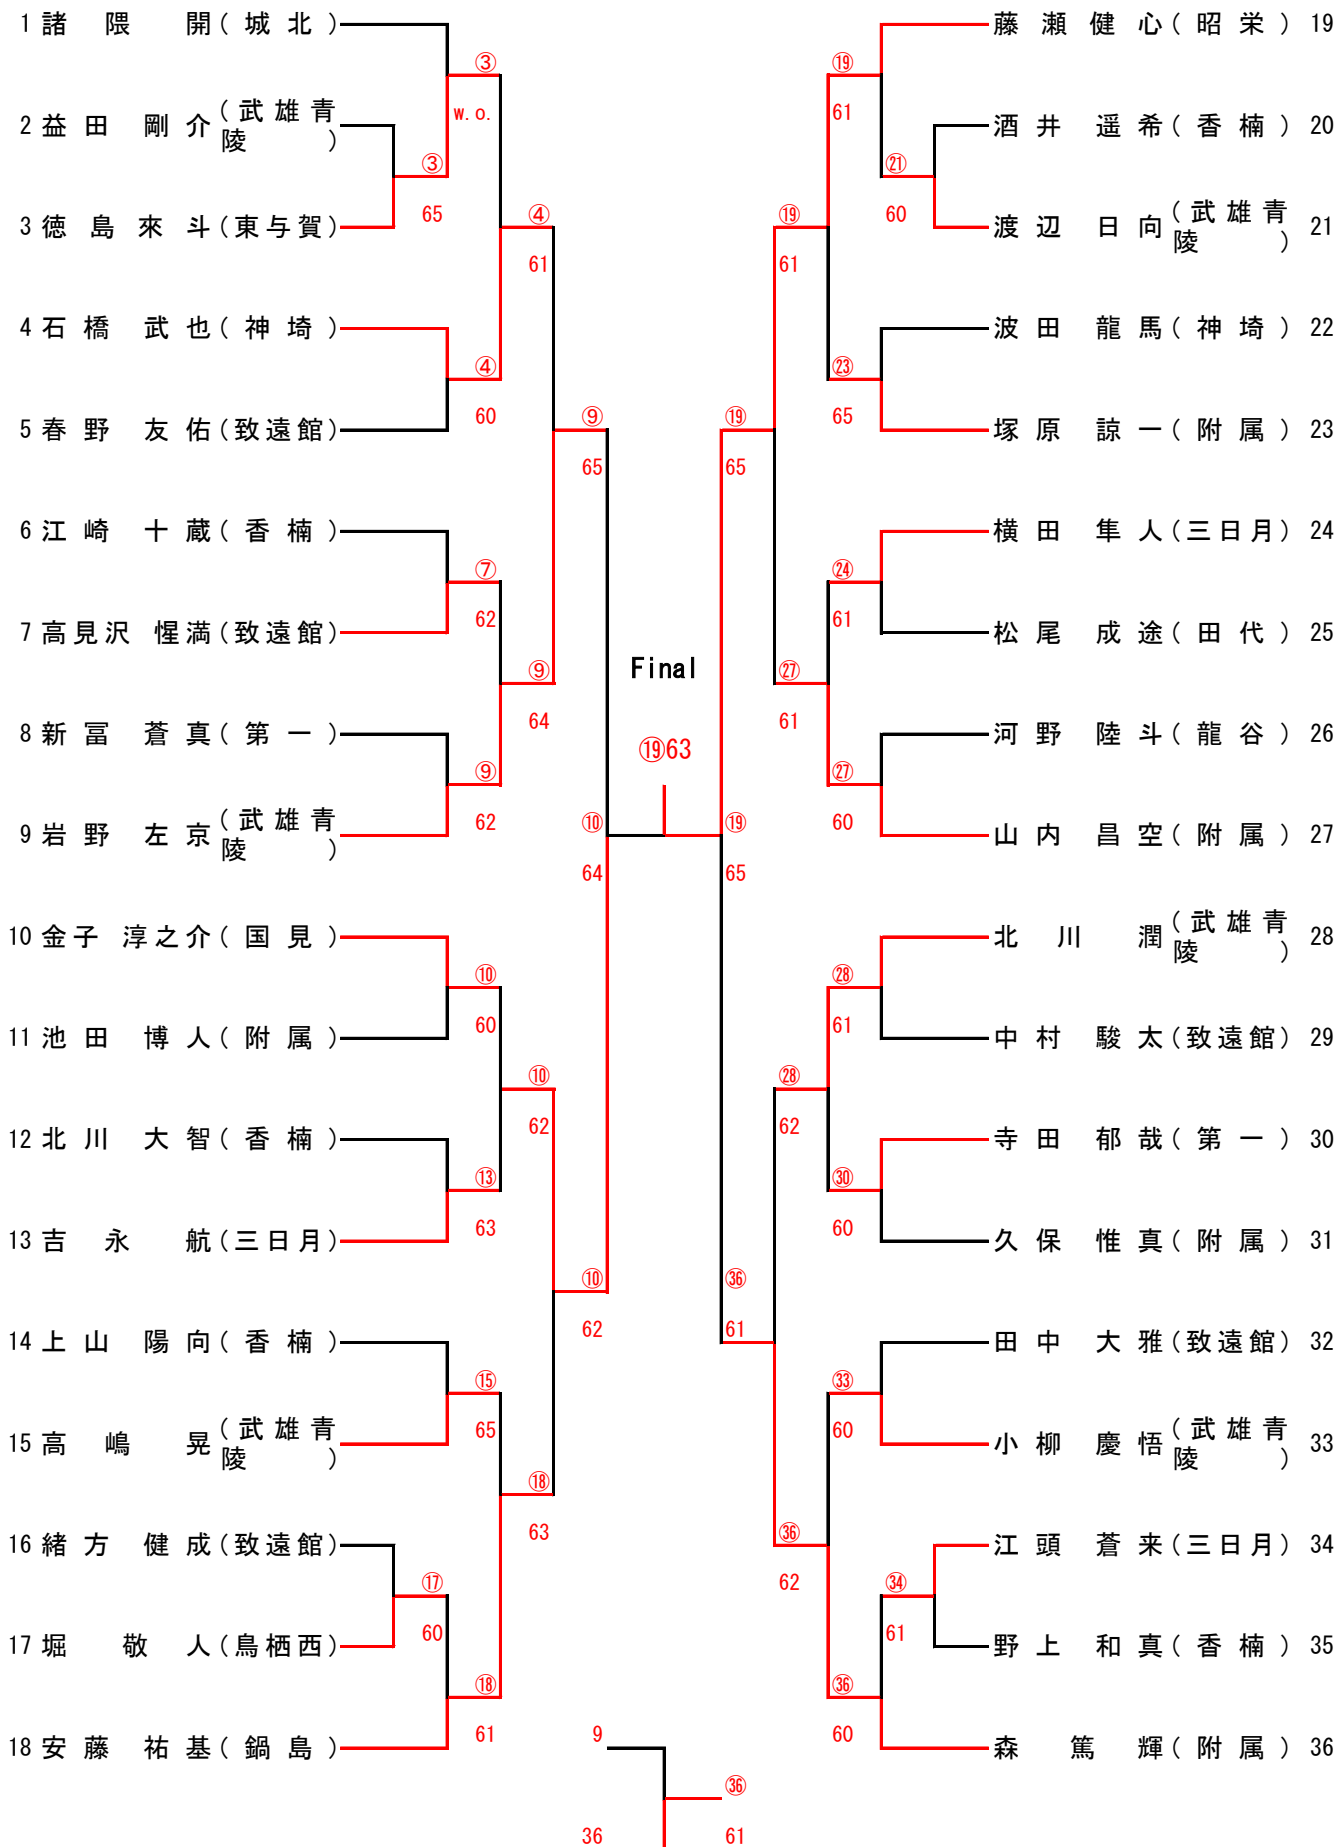 1 諸隈開(城北)
③
w.o.
2 益田剛介(武雄青陵)
③
65
3 徳島來斗(東与賀)
④
61
4 石橋武也(神埼)
④
60
5 春野友佑(致遠館)
⑨
65
6 江崎十蔵(香楠)
⑦
62
7 高見沢惺満(致遠館)
⑨
64
8 新冨蒼真(第一)
⑨
62
9 岩野左京(武雄青陵)
⑩
64
10 金子淳之介(国見)
⑩
60
11 池田博人(附属)
⑩
62
12 北川大智(香楠)
⑬
63
13 吉永航(三日月)
⑩
62
14 上山陽向(香楠)
⑮
65
15 高嶋晃(武雄青陵)
⑱
63
16 緒方健成(致遠館)
⑰
60
17 堀敬人(鳥栖西)
⑱
61
18 安藤祐基(鍋島)
Final
⑲63
藤瀬健心(昭栄) 19
⑲
61
酒井遥希(香楠) 20
㉑
60
渡辺日向(武雄青陵) 21
⑲
61
波田龍馬(神埼) 22
㉓
65
塚原諒一(附属) 23
⑲
65
横田隼人(三日月) 24
㉔
61
松尾成途(田代) 25
㉗
61
河野陸斗(龍谷) 26
㉗
60
山内昌空(附属) 27
⑲
65
北川潤(武雄青陵) 28
㉘
61
中村駿太(致遠館) 29
㉘
62
寺田郁哉(第一) 30
㉚
60
久保惟真(附属) 31
㊱
61
田中大雅(致遠館) 32
㉝
60
小柳慶悟(武雄青陵) 33
㊱
62
江頭蒼来(三日月) 34
㉞
61
野上和真(香楠) 35
㊱
60
森篤輝(附属) 36
9
㊱
36
61